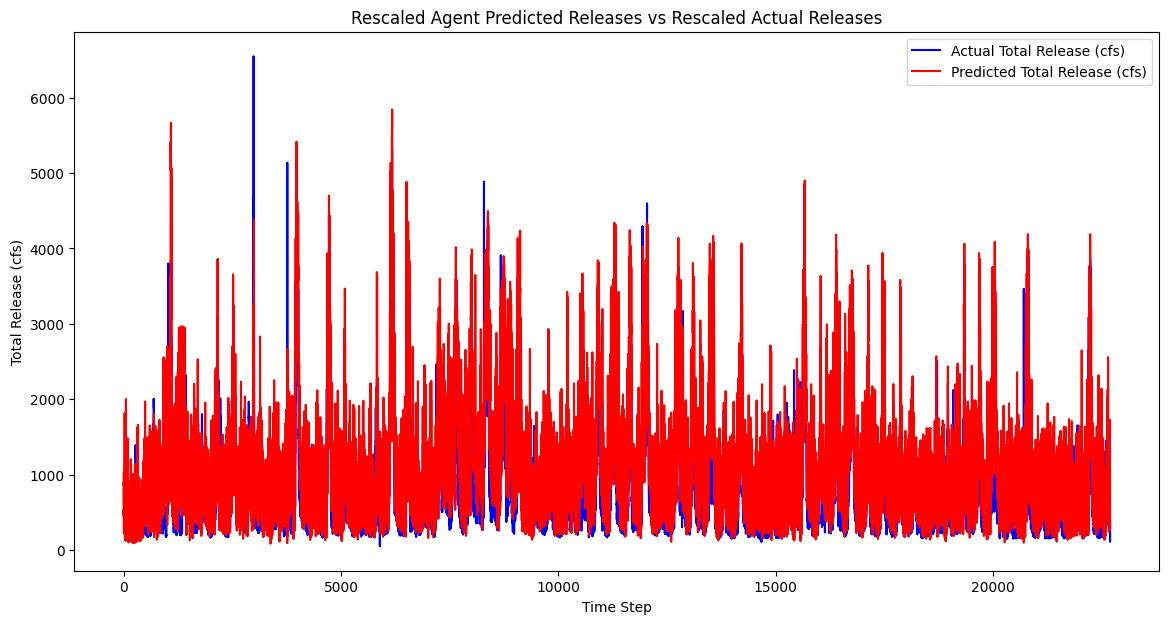 Rescaled Agent Predicted Releases vs Rescaled Actual Releases
Actual Total Release (cfs)
Predicted Total Release (cfs)
Total Release (cfs)
6000
5000
4000
3000
2000
1000
0
0 5000 10000 15000 20000
Time Step